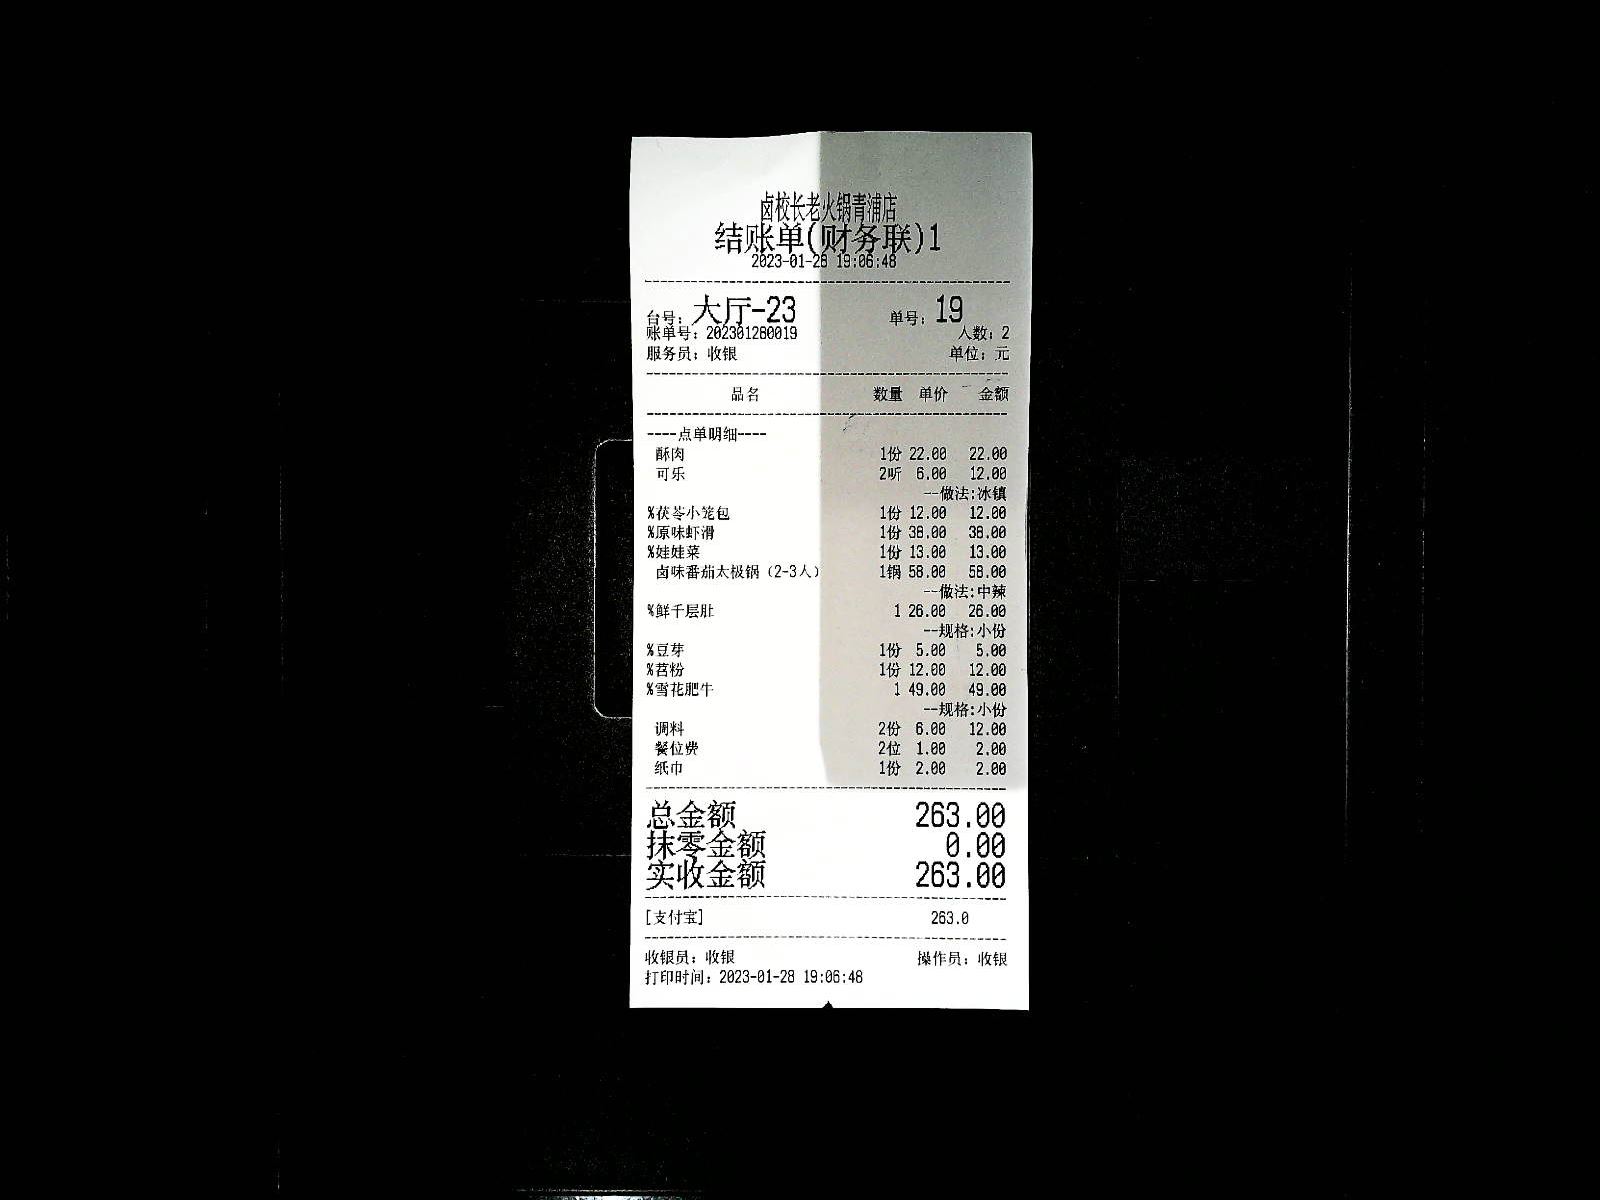 卤校长老火锅青浦店
结账单(财务联)1
2023-01-28 19:06:48
台号: 大厅-23 单号: 19
账单号: 202301280019 人数: 2
服务员: 收银 单位: 元
品名 数量 单价 金额
----点单明细----
酥肉 1份 22.00 22.00
可乐 2听 6.00 12.00
--做法:冰镇
%茯苓小笼包 1份 12.00 12.00
%原味虾滑 1份 38.00 38.00
%娃娃菜 1份 13.00 13.00
卤味番茄太极锅（2-3人） 1锅 58.00 58.00
--做法:中辣
%鲜千层肚 1 26.00 26.00
--规格:小份
%豆芽 1份 5.00 5.00
%苕粉 1份 12.00 12.00
%雪花肥牛 1 49.00 49.00
--规格:小份
调料 2份 6.00 12.00
餐位费 2位 1.00 2.00
纸巾 1份 2.00 2.00
总金额 263.00
抹零金额 0.00
实收金额 263.00
[支付宝] 263.0
收银员: 收银 操作员: 收银
打印时间: 2023-01-28 19:06:48